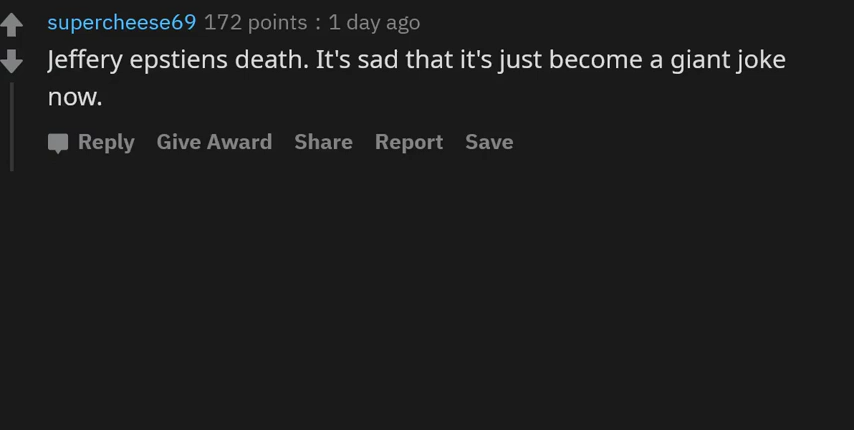 supercheese69 172 points : 1 day ago
Jeffery epstiens death. It's sad that it's just become a giant joke
now.
Reply Give Award Share Report Save